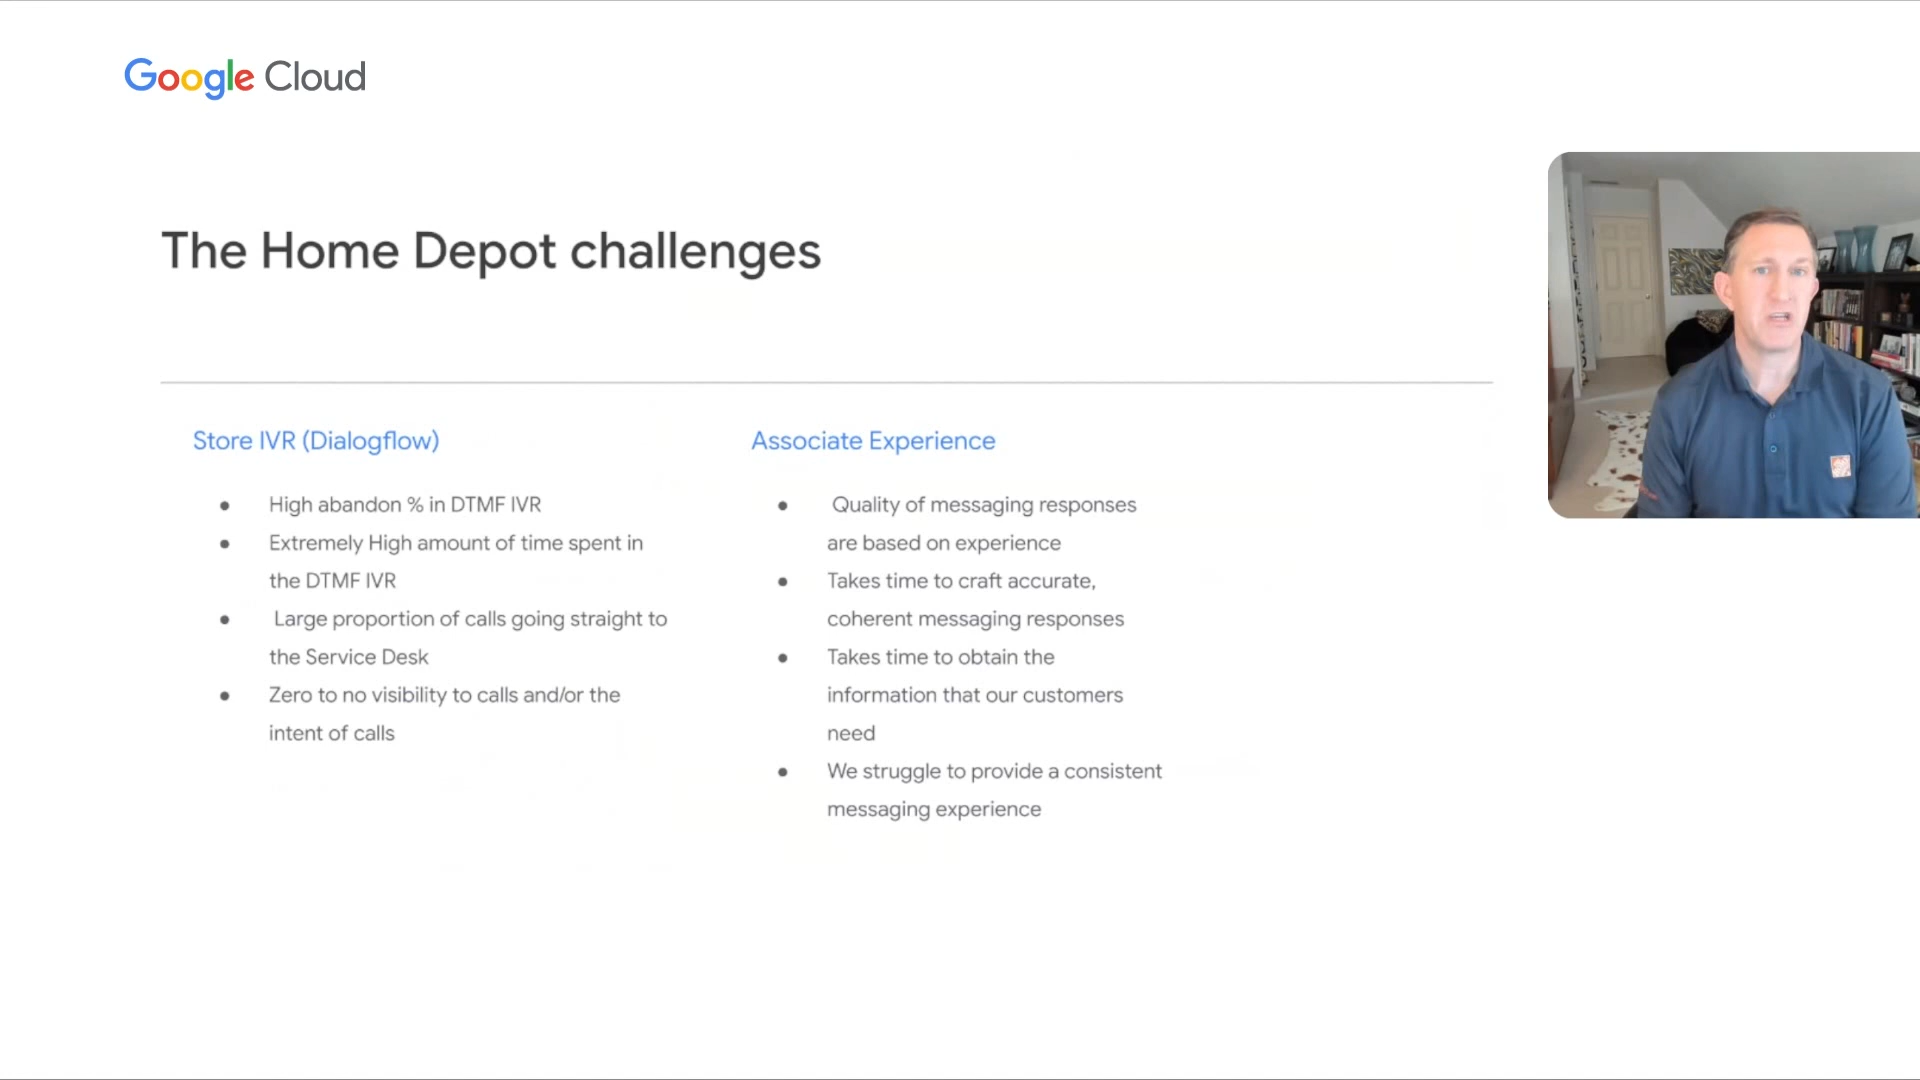 Google Cloud
The Home Depot challenges
Store IVR (Dialogflow)
● High abandon % in DTMF IVR
● Extremely High amount of time spent in
the DTMF IVR
● Large proportion of calls going straight to
the Service Desk
● Zero to no visibility to calls and/or the
intent of calls
Associate Experience
● Quality of messaging responses
are based on experience
● Takes time to craft accurate,
coherent messaging responses
● Takes time to obtain the
information that our customers
need
● We struggle to provide a consistent
messaging experience